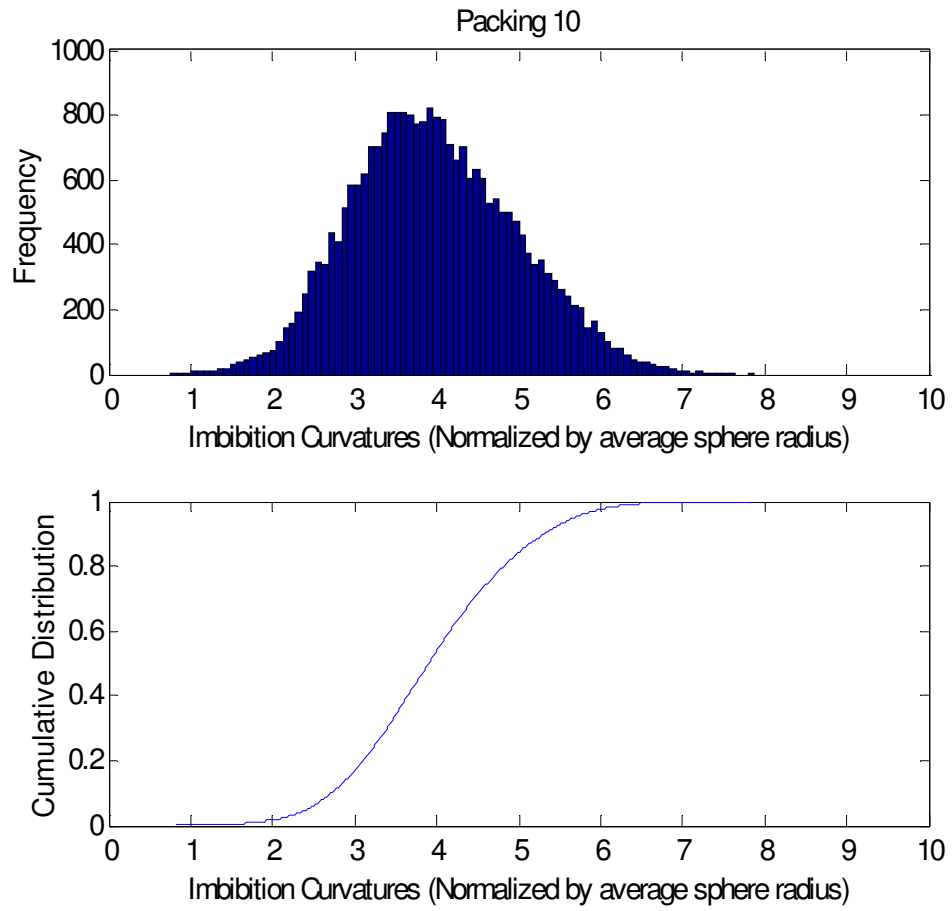 Packing 10
1000
800
600
400
200
0
Frequency
0 1 2 3 4 5 6 7 8 9 10
Imbibition Curvatures (Normalized by average sphere radius)
1
0.8
0.6
0.4
0.2
0
Cumulative Distribution
0 1 2 3 4 5 6 7 8 9 10
Imbibition Curvatures (Normalized by average sphere radius)